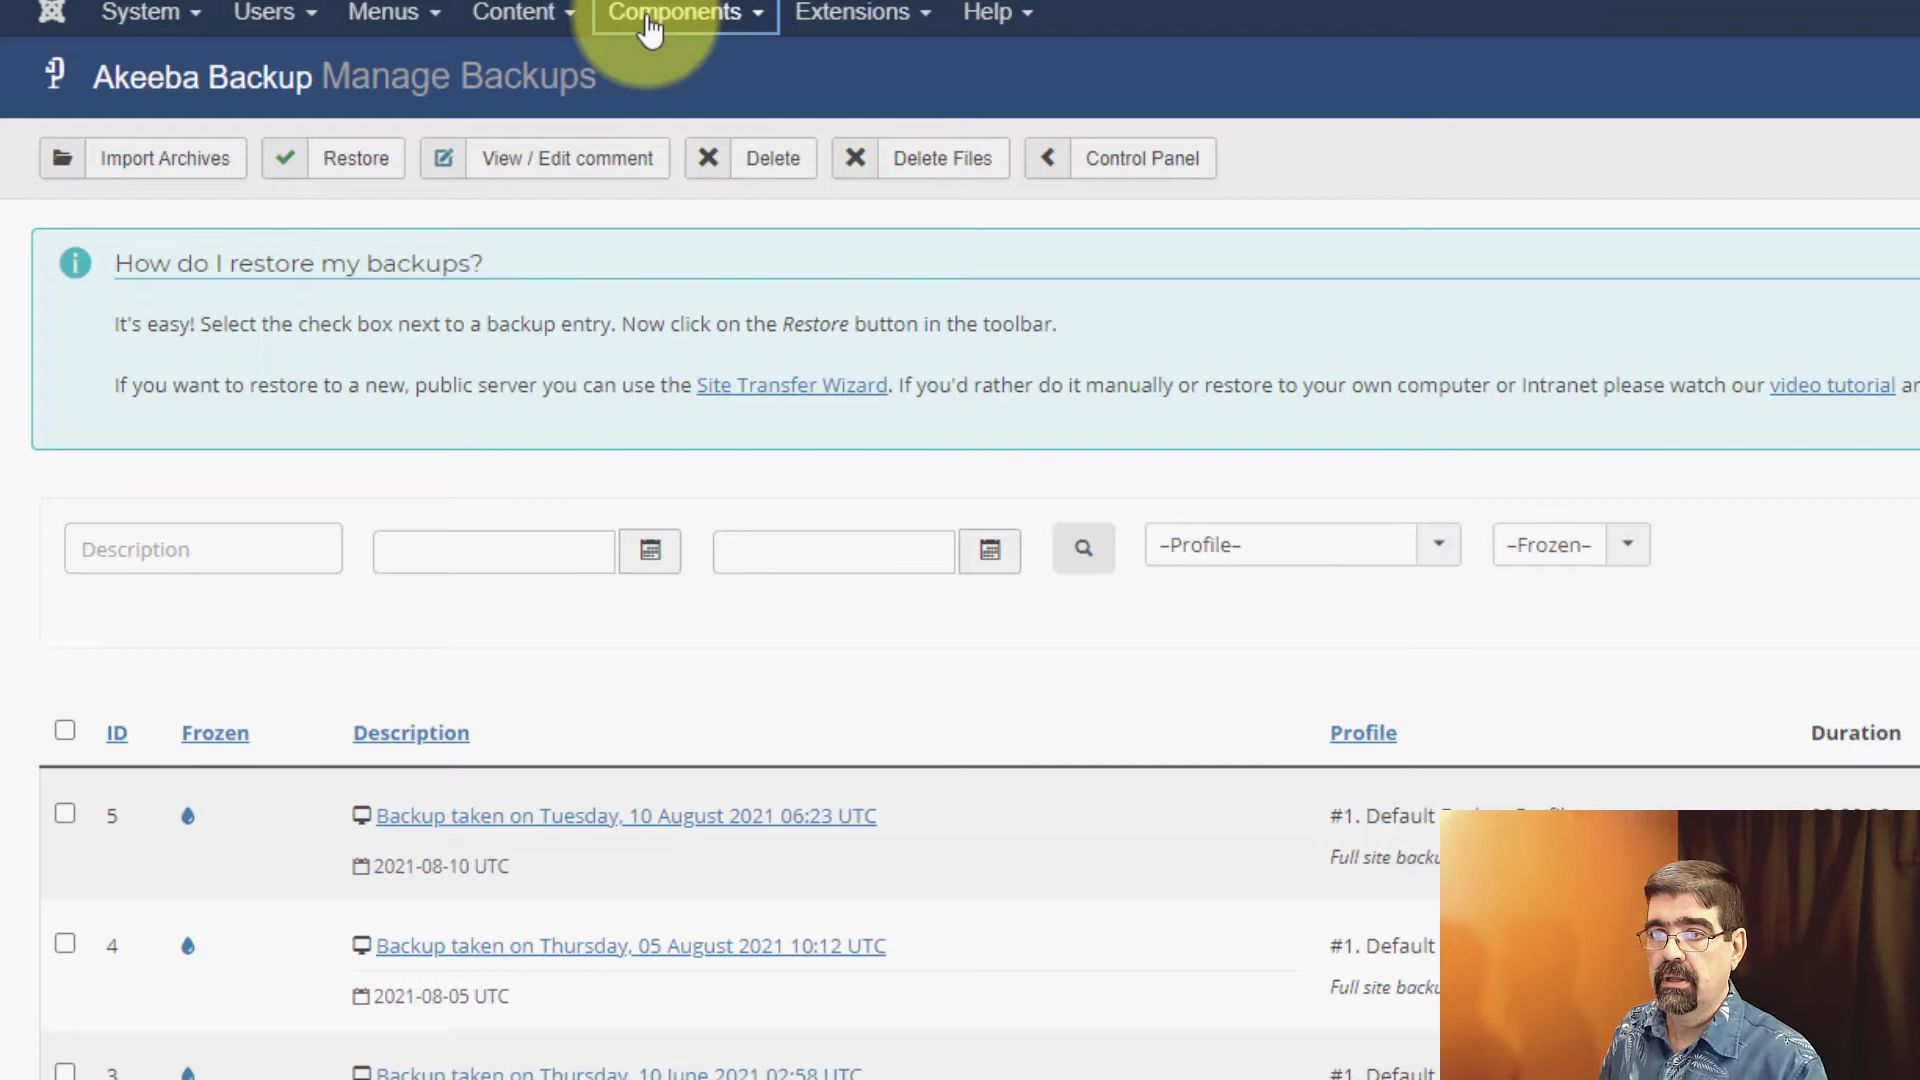 System Users Menus Content Components Extensions Help
Akeeba Backup Manage Backups
Import Archives Restore View / Edit comment Delete Delete Files Control Panel
How do I restore my backups?
It's easy! Select the check box next to a backup entry. Now click on the Restore button in the toolbar.
If you want to restore to a new, public server you can use the Site Transfer Wizard. If you'd rather do it manually or restore to your own computer or Intranet please watch our video tutorial
Description –Profile– –Frozen–
ID Frozen Description Profile Duration
5 Backup taken on Tuesday, 10 August 2021 06:23 UTC #1. Default
2021-08-10 UTC Full site
4 Backup taken on Thursday, 05 August 2021 10:12 UTC #1. Default
2021-08-05 UTC Full site
3 Backup taken on Thursday, 10 June 2021 02:58 UTC #1. Default